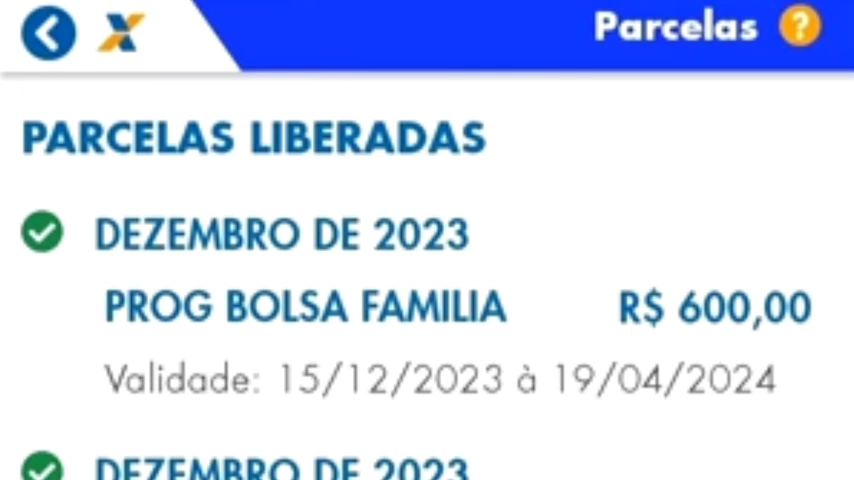 Parcelas ?
PARCELAS LIBERADAS
DEZEMBRO DE 2023
PROG BOLSA FAMILIA R$ 600,00
Validade: 15/12/2023 à 19/04/2024
DEZEMBRO DE 2023